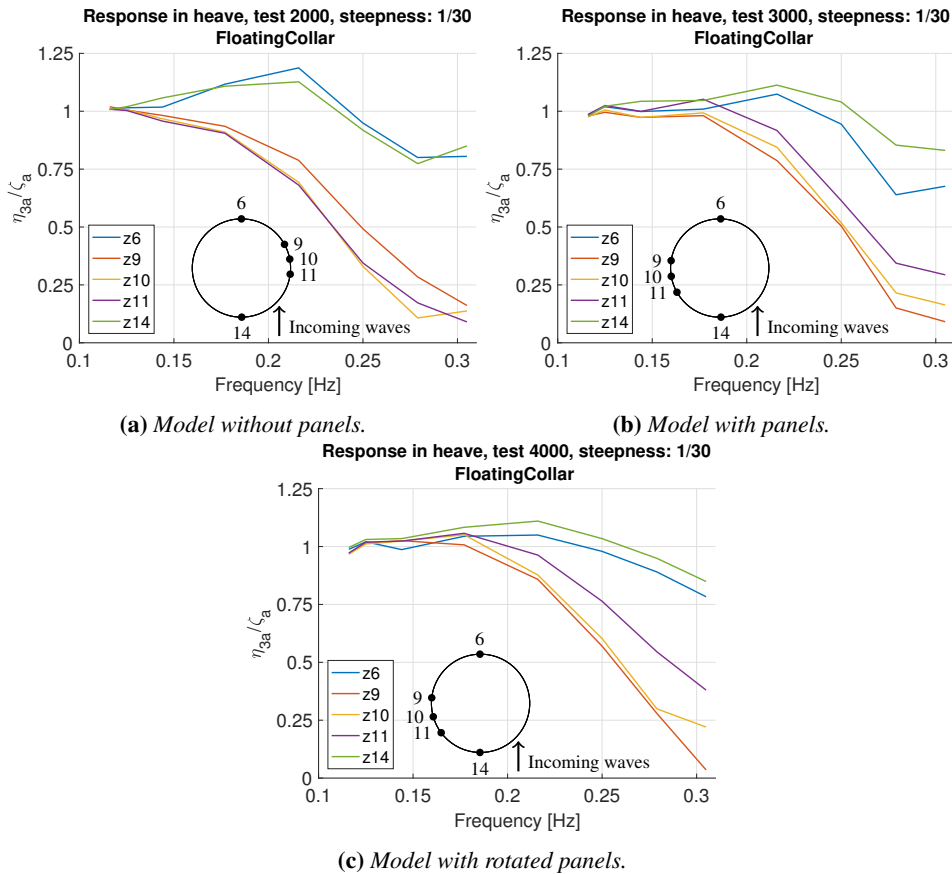 Response in heave, test 2000, steepness: 1/30
FloatingCollar
1.25
1
0.75
0.5
0.25
0
η3a/ζa
z6
z9
z10
z11
z14
6
9
10
11
14
Incoming waves
0.1 0.15 0.2 0.25 0.3
Frequency [Hz]
(a) Model without panels.
Response in heave, test 3000, steepness: 1/30
FloatingCollar
1.25
1
0.75
0.5
0.25
0
η3a/ζa
z6
z9
z10
z11
z14
6
9
10
11
14
Incoming waves
0.1 0.15 0.2 0.25 0.3
Frequency [Hz]
(b) Model with panels.
Response in heave, test 4000, steepness: 1/30
FloatingCollar
1.25
1
0.75
0.5
0.25
0
η3a/ζa
z6
z9
z10
z11
z14
6
9
10
11
14
Incoming waves
0.1 0.15 0.2 0.25 0.3
Frequency [Hz]
(c) Model with rotated panels.